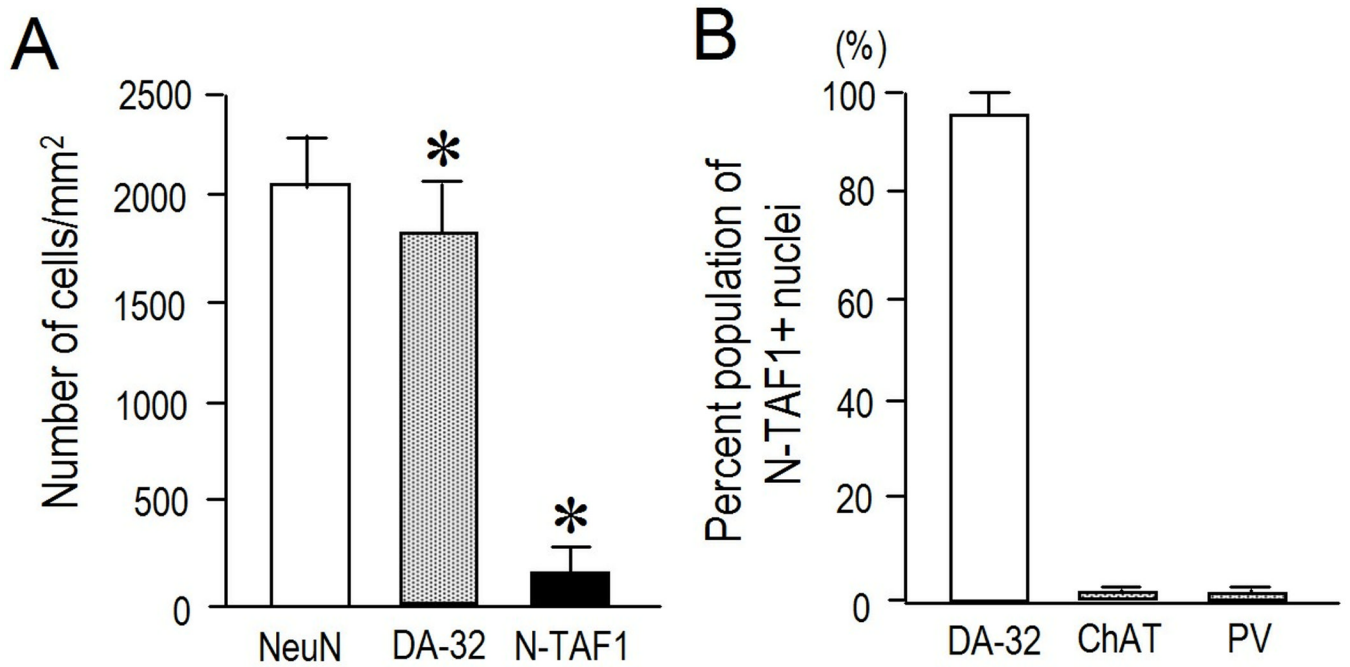 A
Number of cells/mm²
2500
2000
1500
1000
500
0
*
*
NeuN DA-32 N-TAF1
B
(%)
Percent population of
N-TAF1+ nuclei
100
80
60
40
20
0
DA-32 ChAT PV